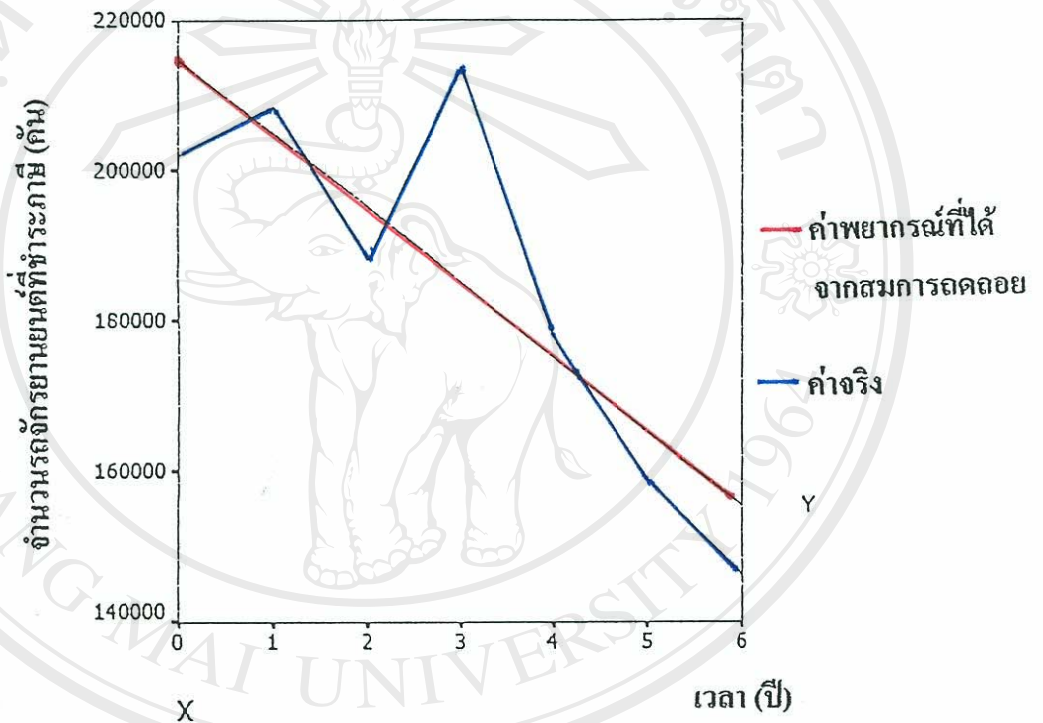 220000
200000
180000
160000
140000
0 1 2 3 4 5 6
จำนวนรถจักรยานยนต์ที่ชำระภาษี (คัน)
เวลา (ปี)
X
Y
ค่าพยากรณ์ที่ได้
จากสมการถดถอย
ค่าจริง
MAI UNIVERSITY 1964